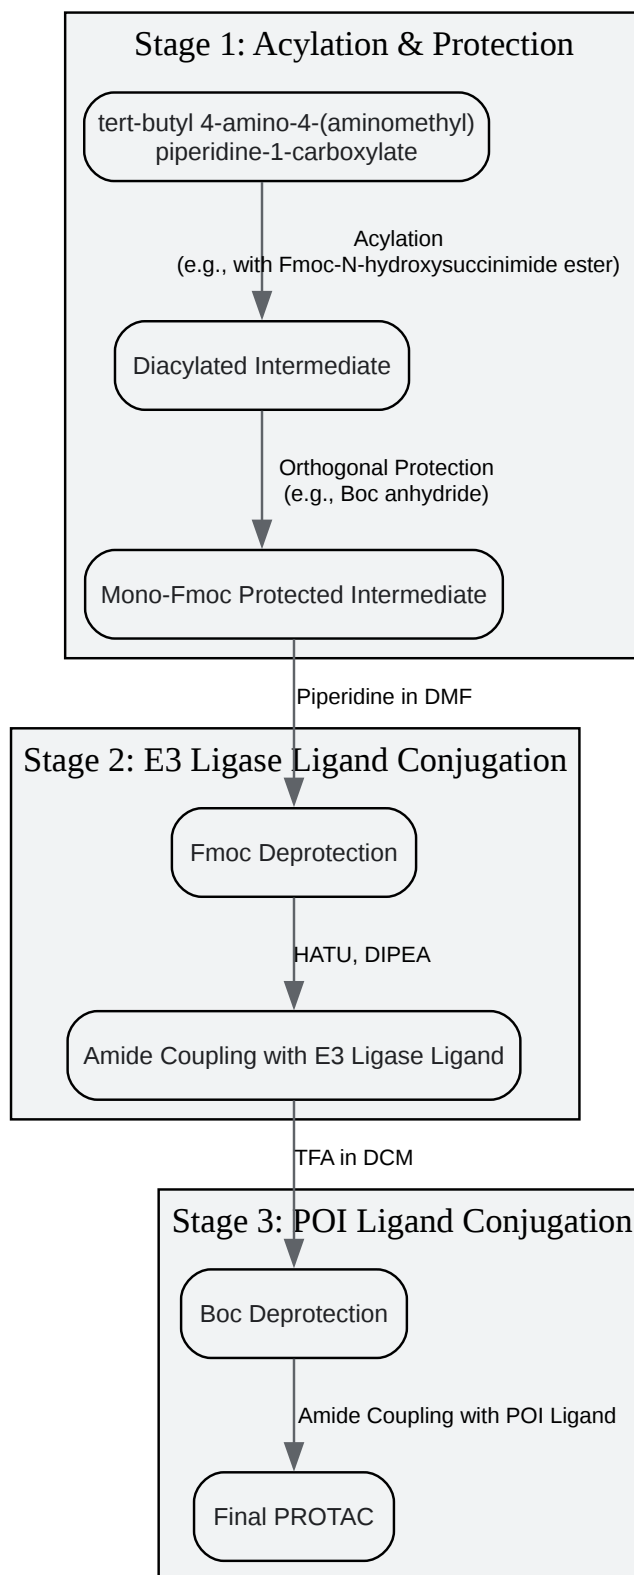 Stage 1: Acylation & Protection
tert-butyl 4-amino-4-(aminomethyl)
piperidine-1-carboxylate
Acylation
(e.g., with Fmoc-N-hydroxysuccinimide ester)
Diacylated Intermediate
Orthogonal Protection
(e.g., Boc anhydride)
Mono-Fmoc Protected Intermediate
Piperidine in DMF
Stage 2: E3 Ligase Ligand Conjugation
Fmoc Deprotection
HATU, DIPEA
Amide Coupling with E3 Ligase Ligand
TFA in DCM
Stage 3: POI Ligand Conjugation
Boc Deprotection
Amide Coupling with POI Ligand
Final PROTAC